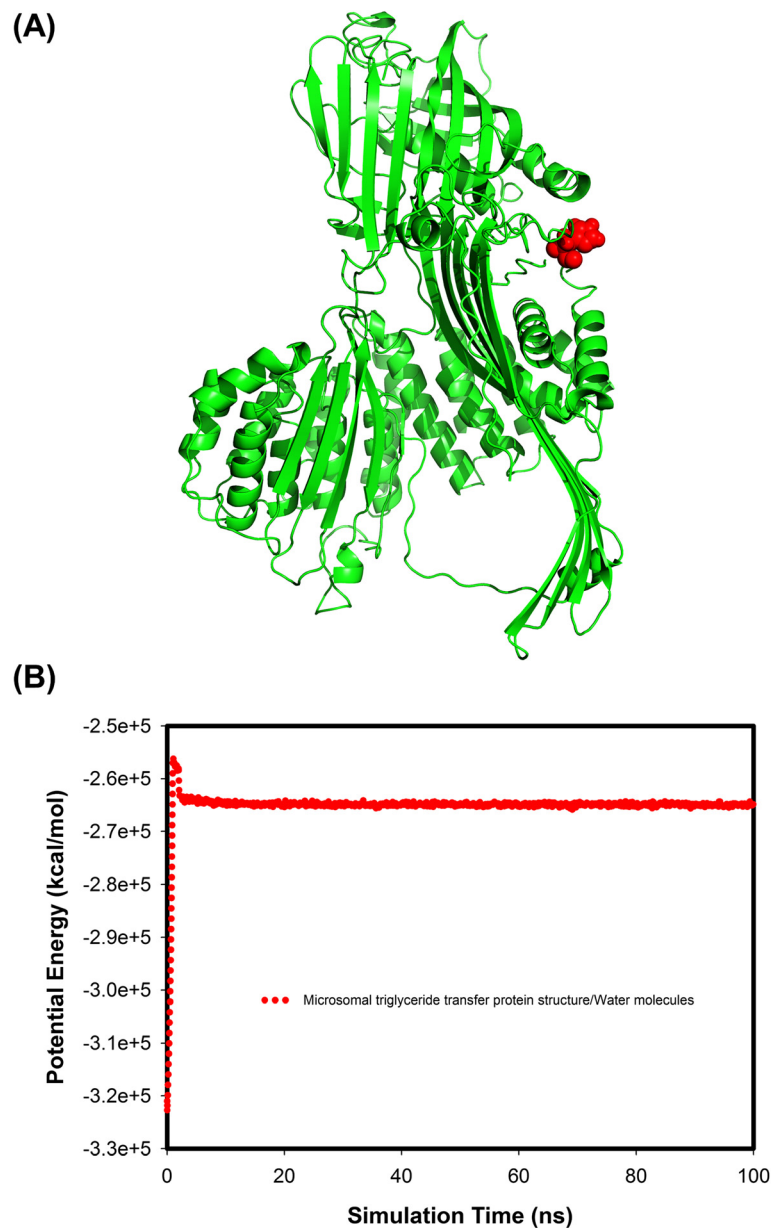 (A)
(B)
Potential Energy (kcal/mol)
-2.5e+5
-2.6e+5
-2.7e+5
-2.8e+5
-2.9e+5
-3.0e+5
-3.1e+5
-3.2e+5
-3.3e+5
Microsomal triglyceride transfer protein structure/Water molecules
0 20 40 60 80 100
Simulation Time (ns)